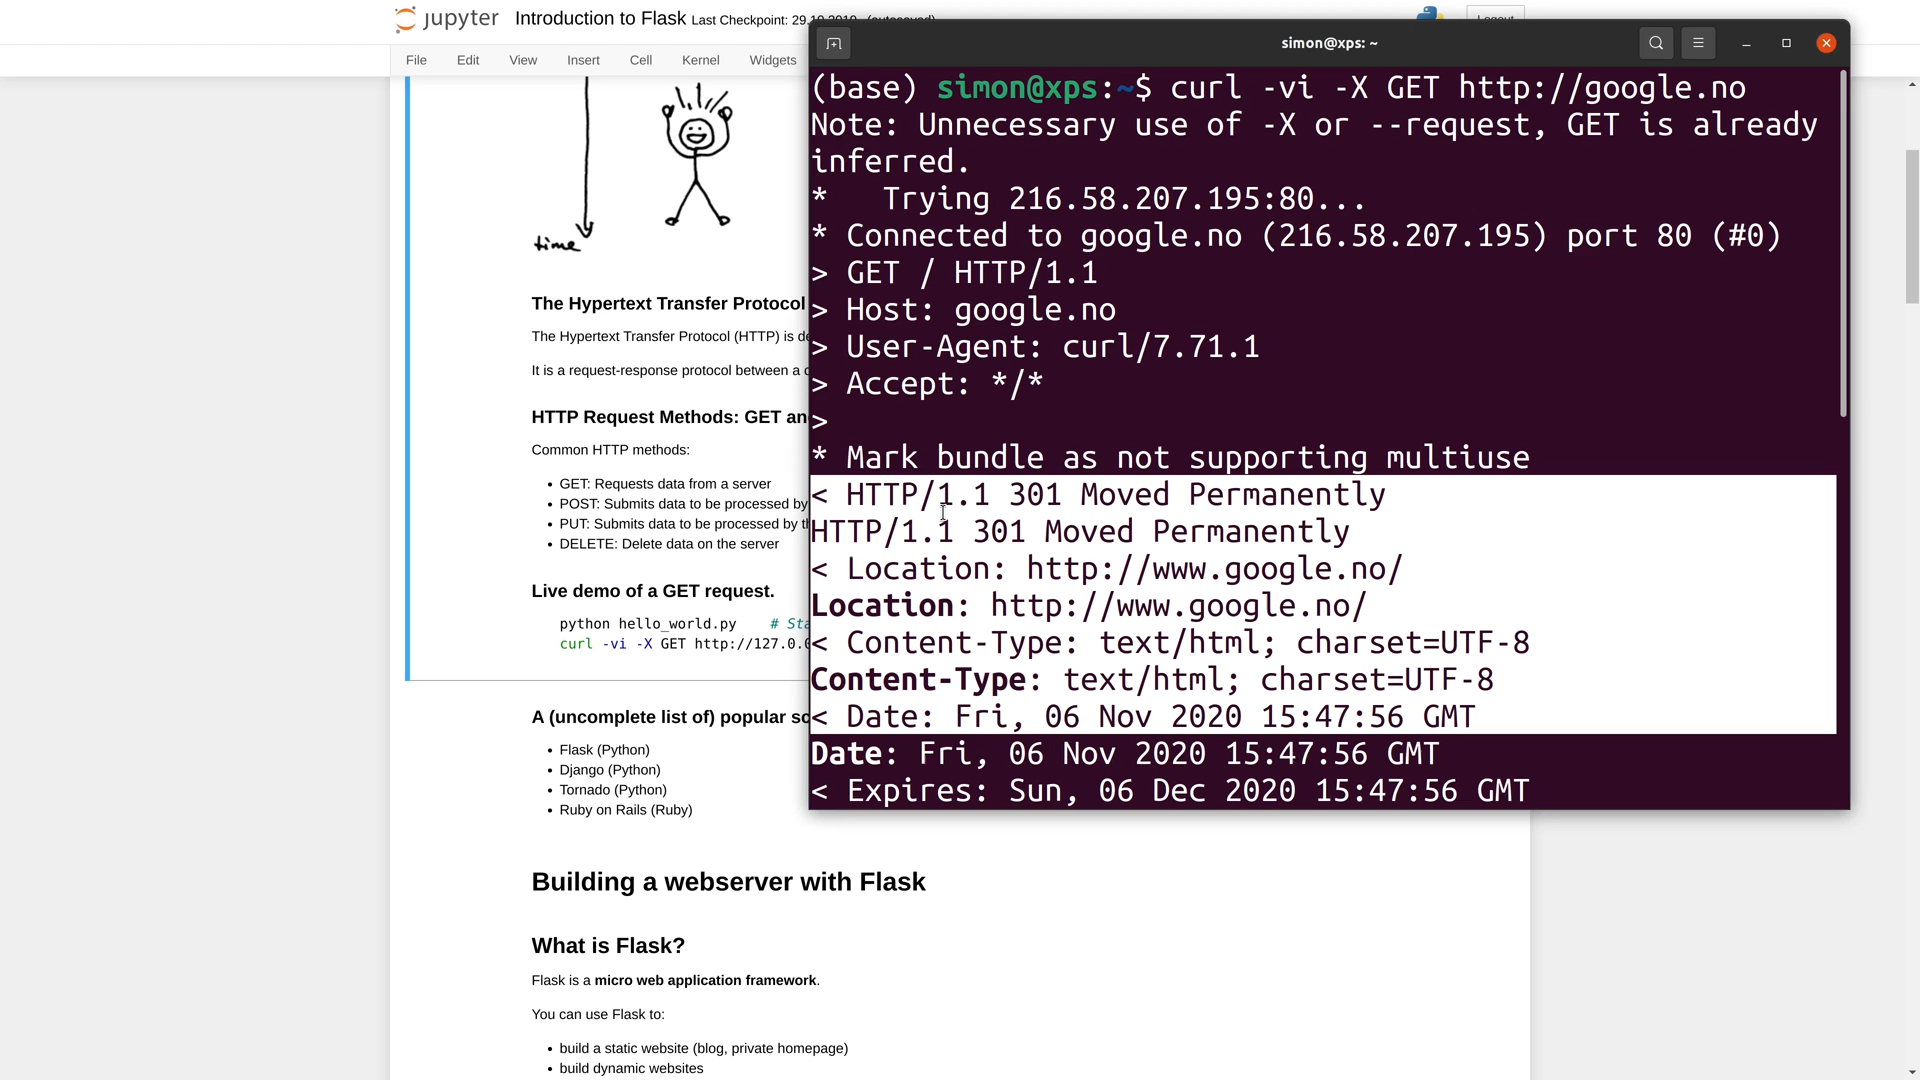 jupyter Introduction to Flask Last Checkpoint: 29.10.2019 (autosaved)
Logout
File Edit View Insert Cell Kernel Widgets
time
The Hypertext Transfer Protocol
The Hypertext Transfer Protocol (HTTP) is
It is a request-response protocol between a
HTTP Request Methods: GET
Common HTTP methods:
• GET: Requests data from a server
• POST: Submits data to be processed by
• PUT: Submits data to be processed by
• DELETE: Delete data on the server
Live demo of a GET request.
python hello_world.py #
curl -vi -X GET http://127.0.
A (uncomplete list of) popular
• Flask (Python)
• Django (Python)
• Tornado (Python)
• Ruby on Rails (Ruby)
Building a webserver with Flask
What is Flask?
Flask is a micro web application framework.
You can use Flask to:
• build a static website (blog, private homepage)
• build dynamic websites
simon@xps: ~
(base) simon@xps:~$ curl -vi -X GET http://google.no
Note: Unnecessary use of -X or --request, GET is already
inferred.
*   Trying 216.58.207.195:80...
* Connected to google.no (216.58.207.195) port 80 (#0)
> GET / HTTP/1.1
> Host: google.no
> User-Agent: curl/7.71.1
> Accept: */*
>
* Mark bundle as not supporting multiuse
< HTTP/1.1 301 Moved Permanently
HTTP/1.1 301 Moved Permanently
< Location: http://www.google.no/
Location: http://www.google.no/
< Content-Type: text/html; charset=UTF-8
Content-Type: text/html; charset=UTF-8
< Date: Fri, 06 Nov 2020 15:47:56 GMT
Date: Fri, 06 Nov 2020 15:47:56 GMT
< Expires: Sun, 06 Dec 2020 15:47:56 GMT